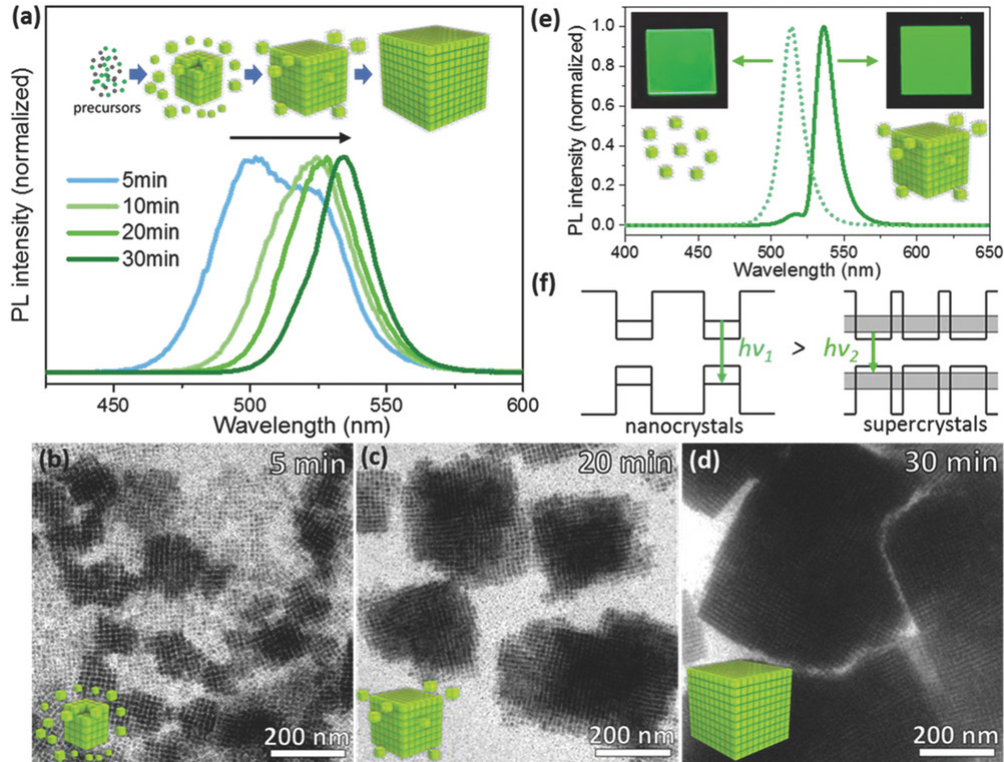 (a)
PL intensity (normalized)
precursors
5min
10min
20min
30min
450
500
550
600
Wavelength (nm)
(e)
PL intensity (normalized)
1.0
0.8
0.6
0.4
0.2
0.0
400
450
500
550
600
650
Wavelength (nm)
(f)
hν1 > hν2
nanocrystals
supercrystals
(b)
5 min
200 nm
(c)
20 min
200 nm
(d)
30 min
200 nm